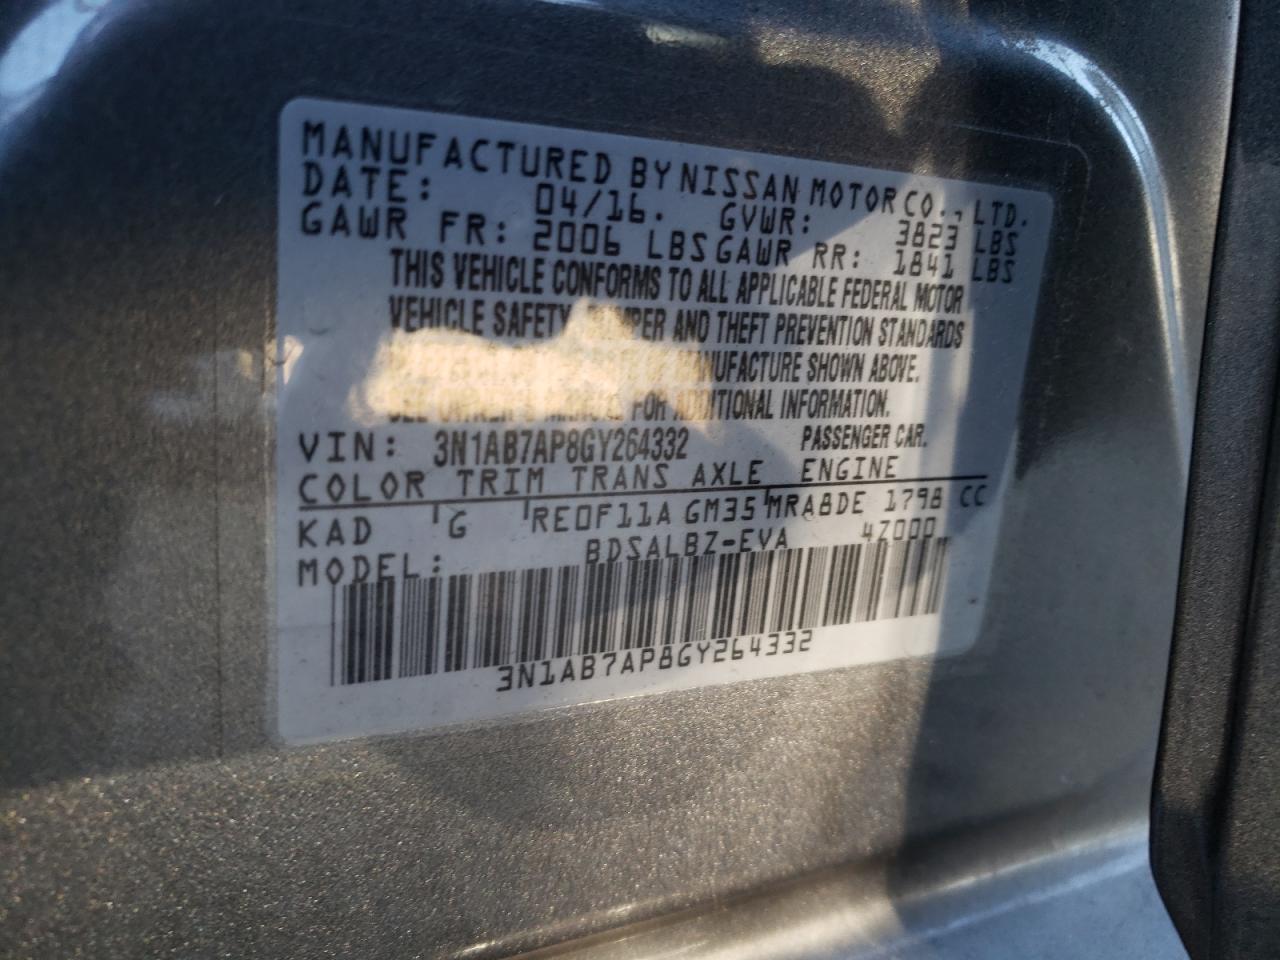 MANUFACTURED BY NISSAN MOTOR CO., LTD.
DATE: 04/16. GVWR: 3823 LBS
GAWR FR: 2006 LBS GAWR RR: 1841 LBS
THIS VEHICLE CONFORMS TO ALL APPLICABLE FEDERAL MOTOR
VEHICLE SAFETY, BUMPER AND THEFT PREVENTION STANDARDS
MANUFACTURE SHOWN ABOVE.
SEE OWNER'S MANUAL FOR ADDITIONAL INFORMATION.
VIN: 3N1AB7AP8GY264332 PASSENGER CAR.
COLOR TRIM TRANS AXLE ENGINE
KAD G RE0F11A GM35 MRA8DE 1798 CC
MODEL: BDSALBZ-EVA 4Z000
3N1AB7AP8GY264332